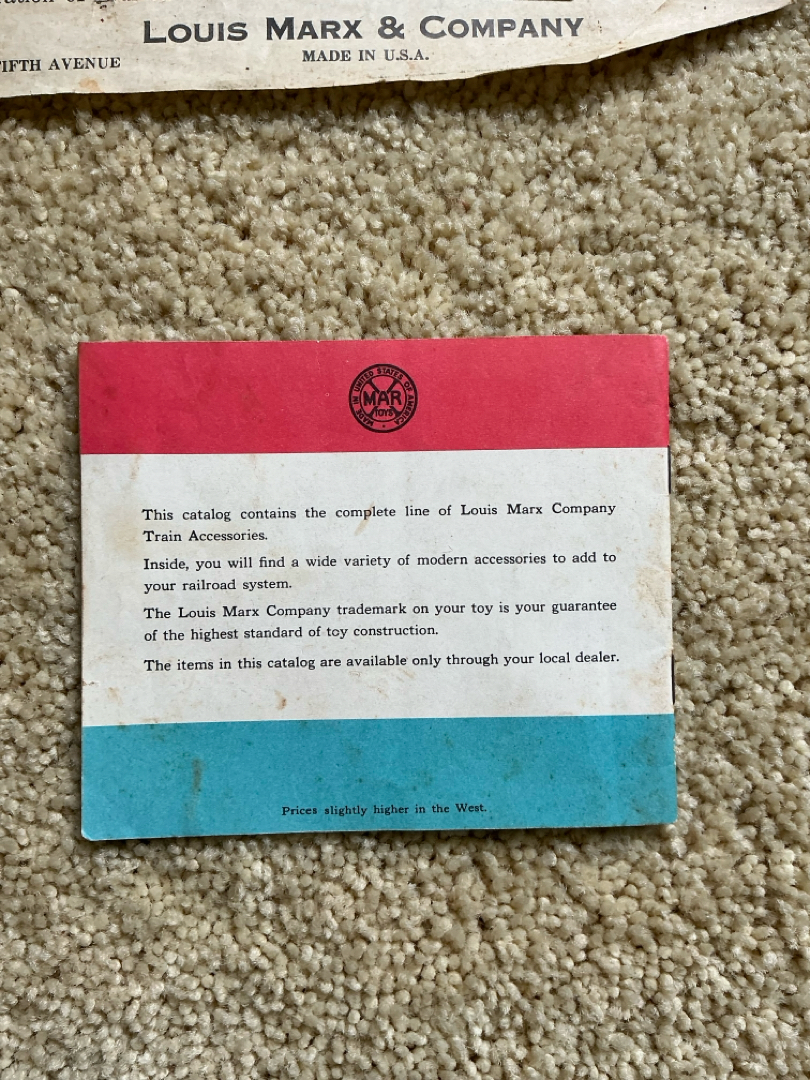 Louis Marx & Company
FIFTH AVENUE
MADE IN U.S.A.
MADE IN UNITED STATES OF AMERICA
MAR
TOYS
This catalog contains the complete line of Louis Marx Company
Train Accessories.
Inside, you will find a wide variety of modern accessories to add to
your railroad system.
The Louis Marx Company trademark on your toy is your guarantee
of the highest standard of toy construction.
The items in this catalog are available only through your local dealer.
Prices slightly higher in the West.